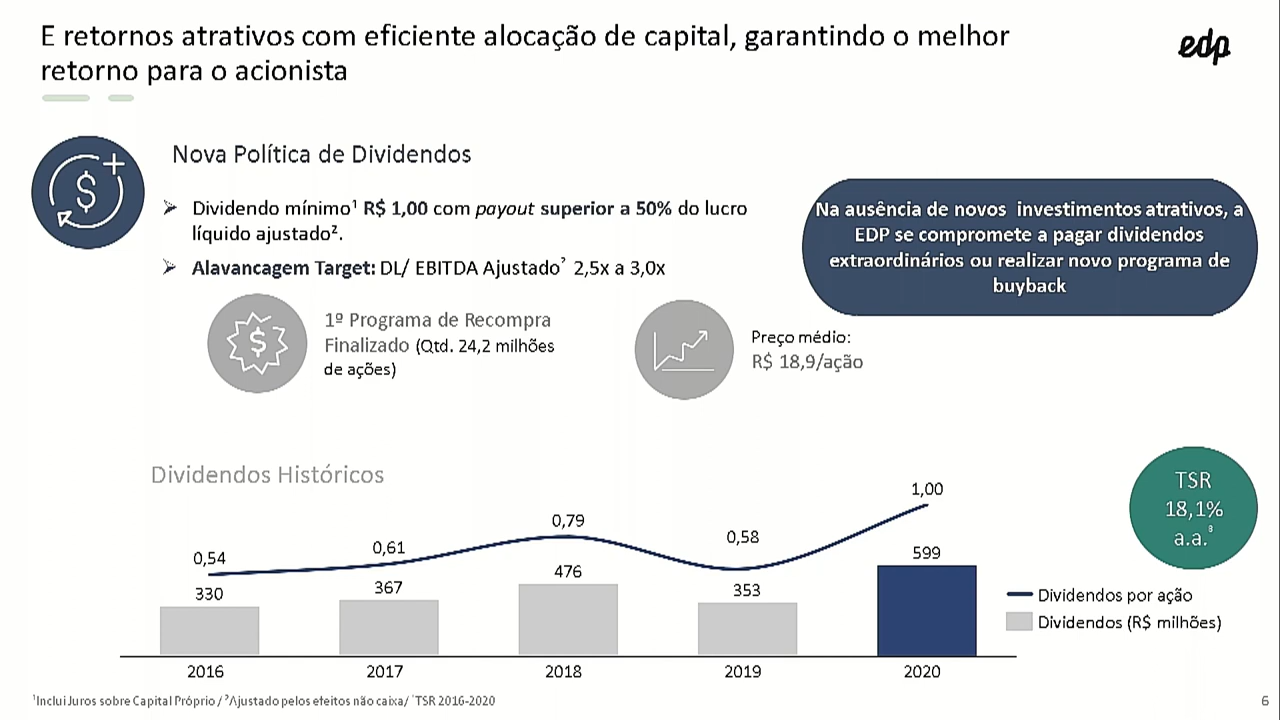 E retornos atrativos com eficiente alocação de capital, garantindo o melhor
retorno para o acionista
edp
Nova Política de Dividendos
Dividendo mínimo¹ R$ 1,00 com payout superior a 50% do lucro
líquido ajustado².
Alavancagem Target: DL/ EBITDA Ajustado² 2,5x a 3,0x
Na ausência de novos investimentos atrativos, a
EDP se compromete a pagar dividendos
extraordinários ou realizar novo programa de
buyback
1º Programa de Recompra
Finalizado (Qtd. 24,2 milhões
de ações)
Preço médio:
R$ 18,9/ação
Dividendos Históricos
TSR
18,1%
a.a.³
1,00
0,79
0,58
0,61
0,54
599
476
367
353
330
Dividendos por ação
Dividendos (R$ milhões)
2016 2017 2018 2019 2020
¹Inclui Juros sobre Capital Próprio / ²Ajustado pelos efeitos não caixa/ ³TSR 2016-2020
6